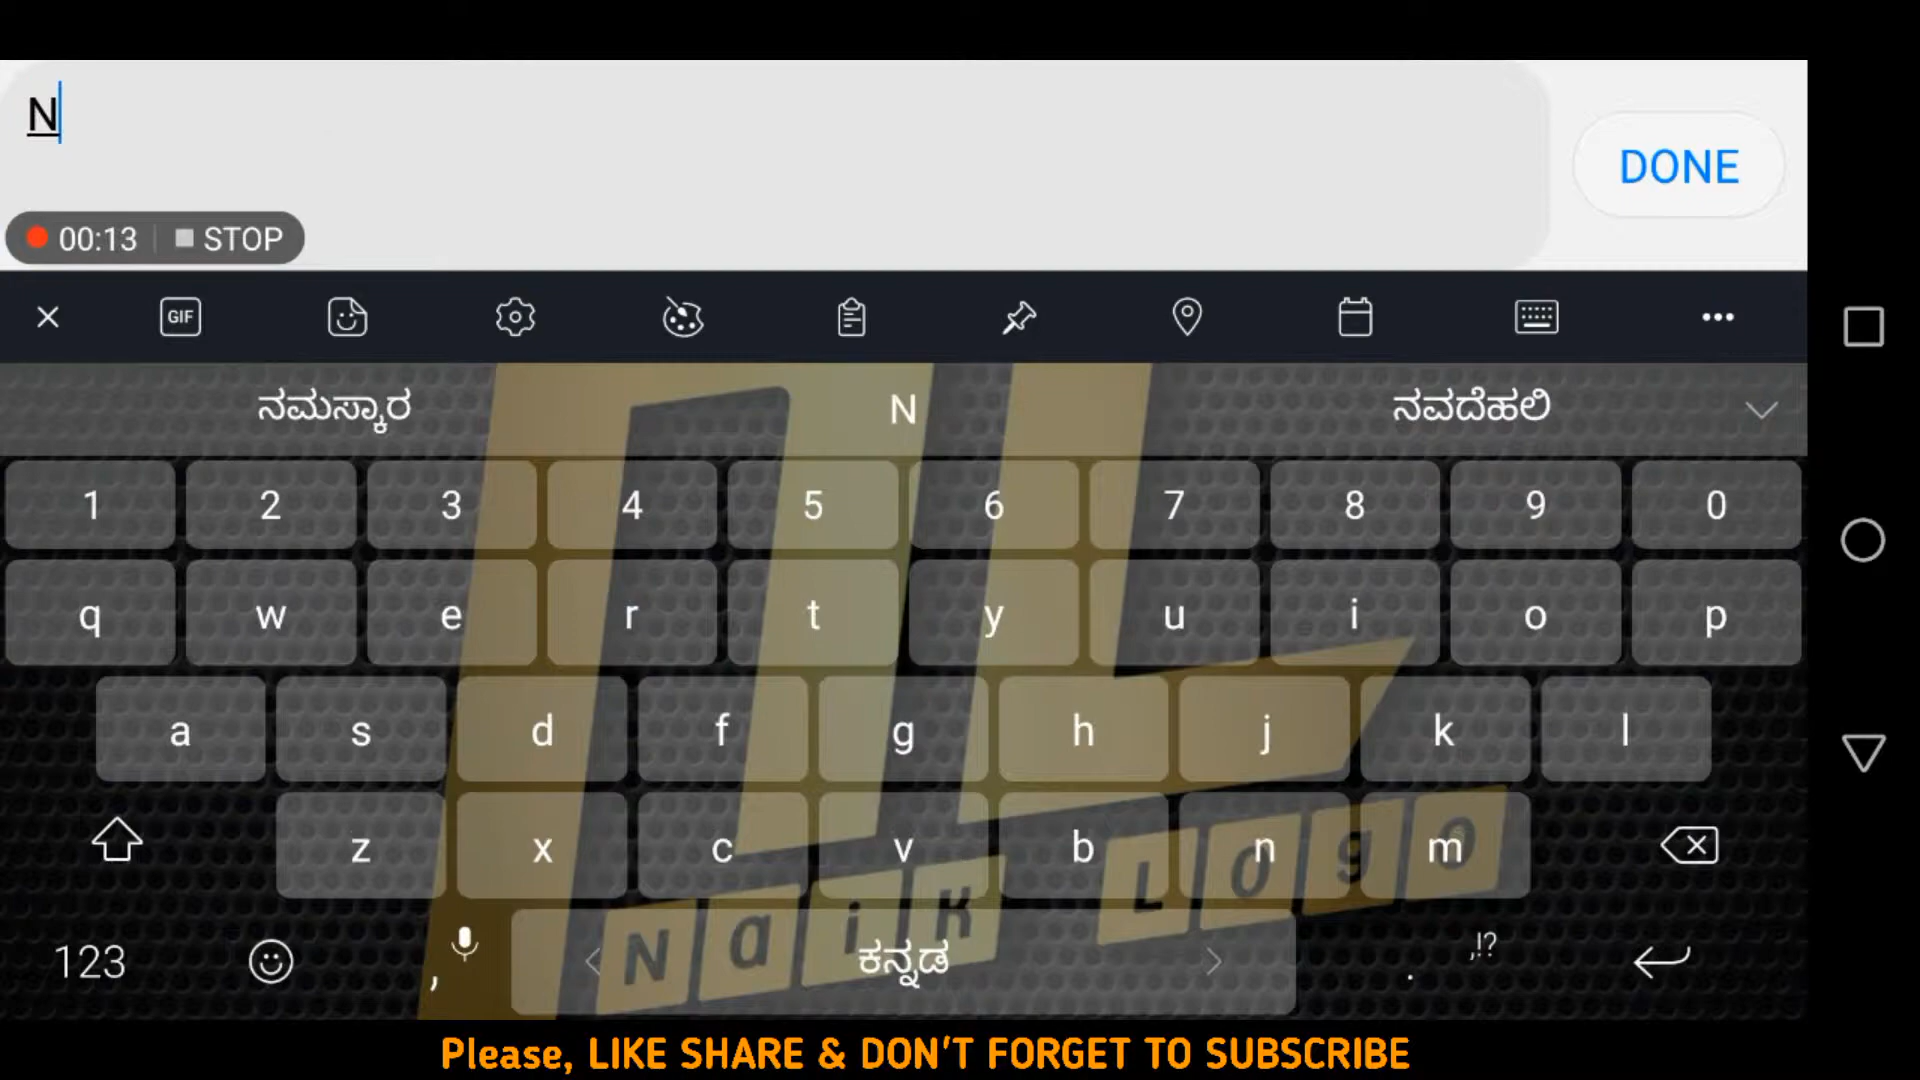 N
DONE
00:13 STOP
GIF
ನಮಸ್ಕಾರ N ನವದೆಹಲಿ
1 2 3 4 5 6 7 8 9 0
q w e r t y u i o p
a s d f g h j k l
z x c v b n m
Naik Logo
123 , ಕನ್ನಡ . ,!?
Please, LIKE SHARE & DON'T FORGET TO SUBSCRIBE